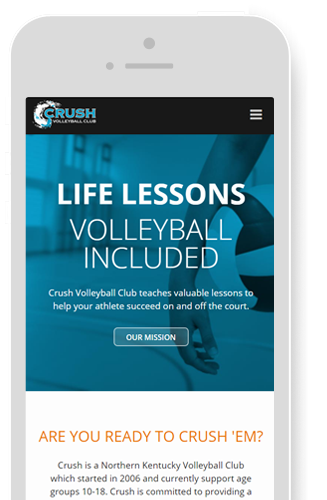 CRUSH
VOLLEYBALL CLUB
LIFE LESSONS
VOLLEYBALL
INCLUDED
Crush Volleyball Club teaches valuable lessons to
help your athlete succeed on and off the court.
OUR MISSION
ARE YOU READY TO CRUSH 'EM?
Crush is a Northern Kentucky Volleyball Club
which started in 2006 and currently support age
groups 10-18. Crush is committed to providing a